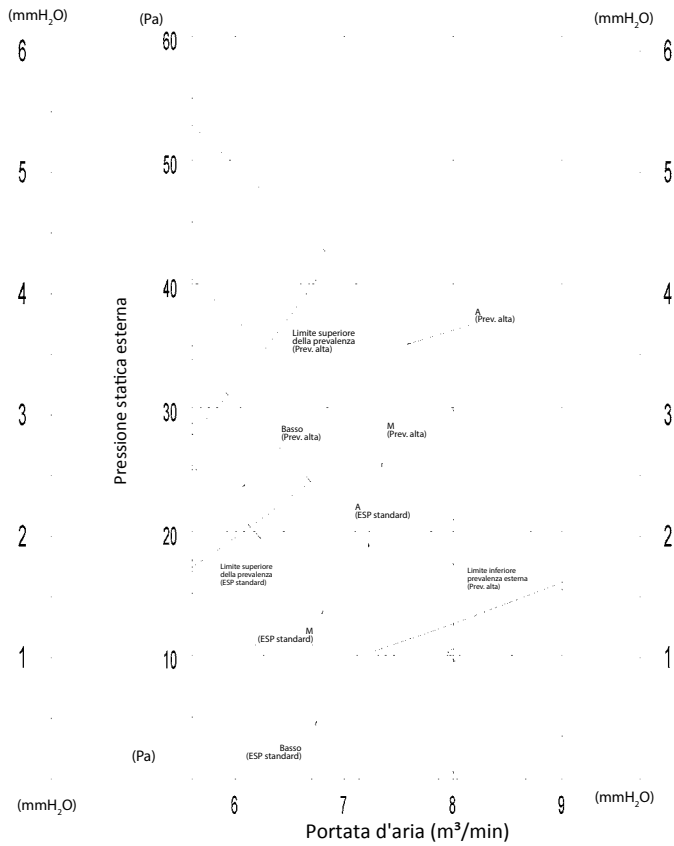 (mmH₂O)
(Pa)
(mmH₂O)
6
60
6
5
50
5
4
40
4
A
(Prev. alta)
Limite superiore
della prevalenza
(Prev. alta)
Pressione statica esterna
3
30
3
Basso
(Prev. alta)
M
(Prev. alta)
A
(ESP standard)
2
20
2
Limite superiore
della prevalenza
(ESP standard)
Limite inferiore
prevalenza esterna
(Prev. alta)
M
(ESP standard)
1
10
1
Basso
(ESP standard)
(Pa)
(mmH₂O)
6
7
8
9
(mmH₂O)
Portata d'aria (m³/min)